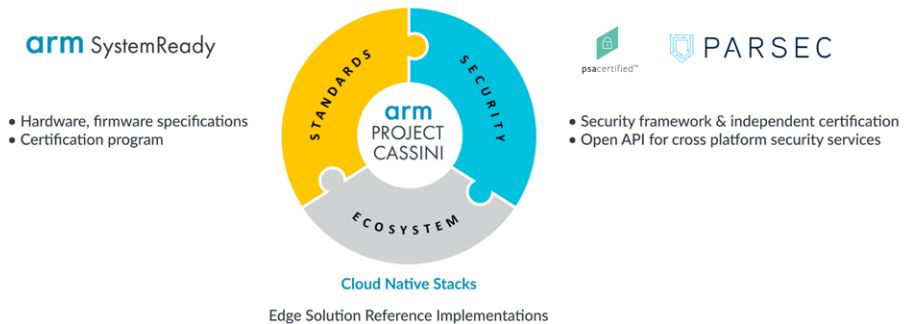 arm SystemReady
• Hardware, firmware specifications
• Certification program
STANDARDS
SECURITY
ECOSYSTEM
arm
PROJECT
CASSINI
psacertified™
PARSEC
• Security framework & independent certification
• Open API for cross platform security services
Cloud Native Stacks
Edge Solution Reference Implementations